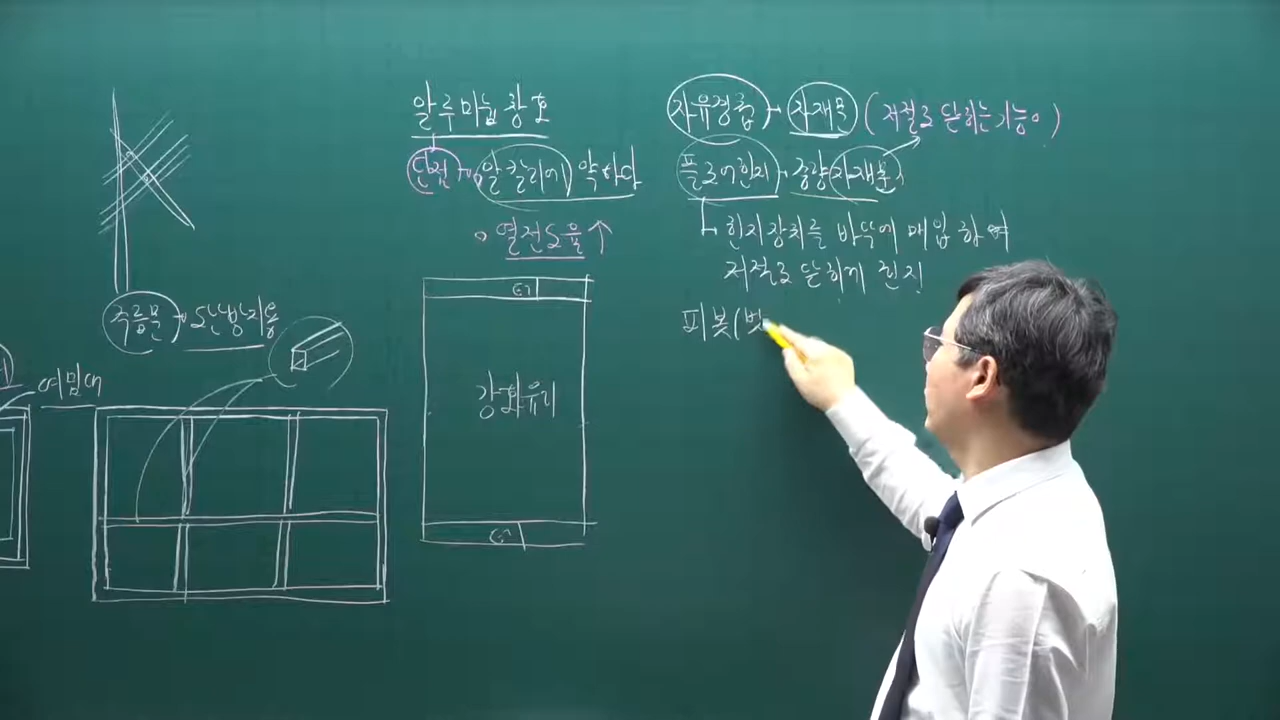 주름문 → 도난방지용
여밈대
알루미늄 창호
단점 → 알칼리에 약하다
열전도율↑
강화유리
자유경첩 → 자재문 (저절로 닫히는 기능이)
플로어힌지 - 중량자재문
힌지장치를 바닥에 매입하여
저절로 닫히게 힌지
피봇(벗